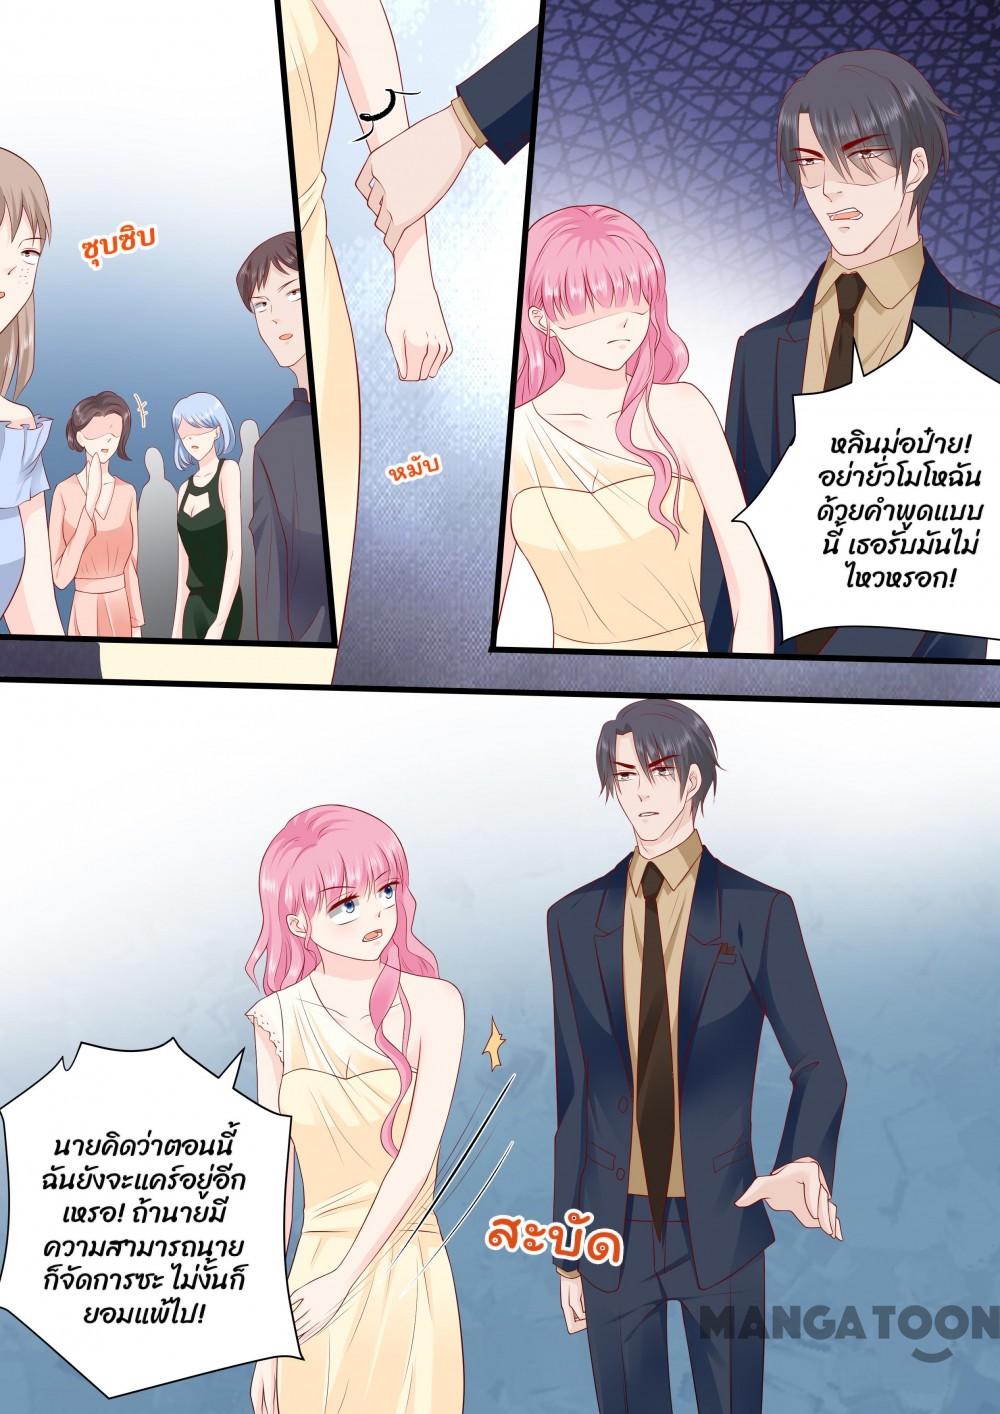 ซุบซิบ
หมับ
หลินม่อป๋าย!
อย่ายั่วโมโหฉัน
ด้วยคำพูดแบบ
นี้ เธอรับมันไม่
ไหวหรอก!
นายคิดว่าตอนนี้
ฉันยังจะแคร์อยู่อีก
เหรอ! ถ้านายมี
ความสามารถนาย
ก็จัดการซะ ไม่งั้นก็
ยอมแพ้ไป!
สะบัด
MANGATOON